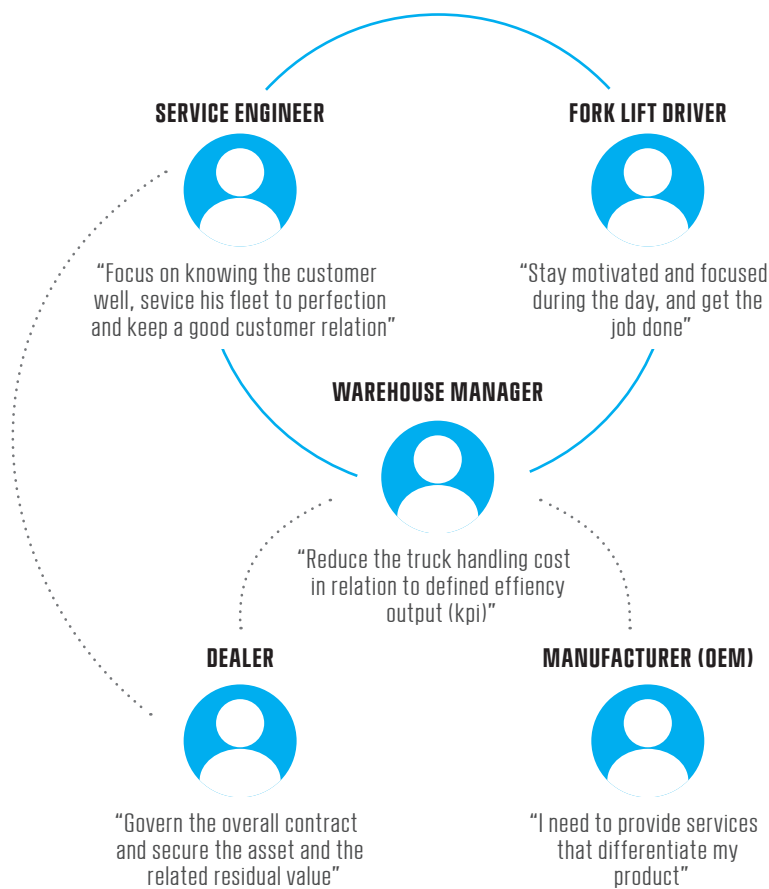 SERVICE ENGINEER
“Focus on knowing the customer
well, sevice his fleet to perfection
and keep a good customer relation”
FORK LIFT DRIVER
“Stay motivated and focused
during the day, and get the
job done”
WAREHOUSE MANAGER
“Reduce the truck handling cost
in relation to defined effiency
output (kpi)”
DEALER
“Govern the overall contract
and secure the asset and the
related residual value”
MANUFACTURER (OEM)
“I need to provide services
that differentiate my
product”